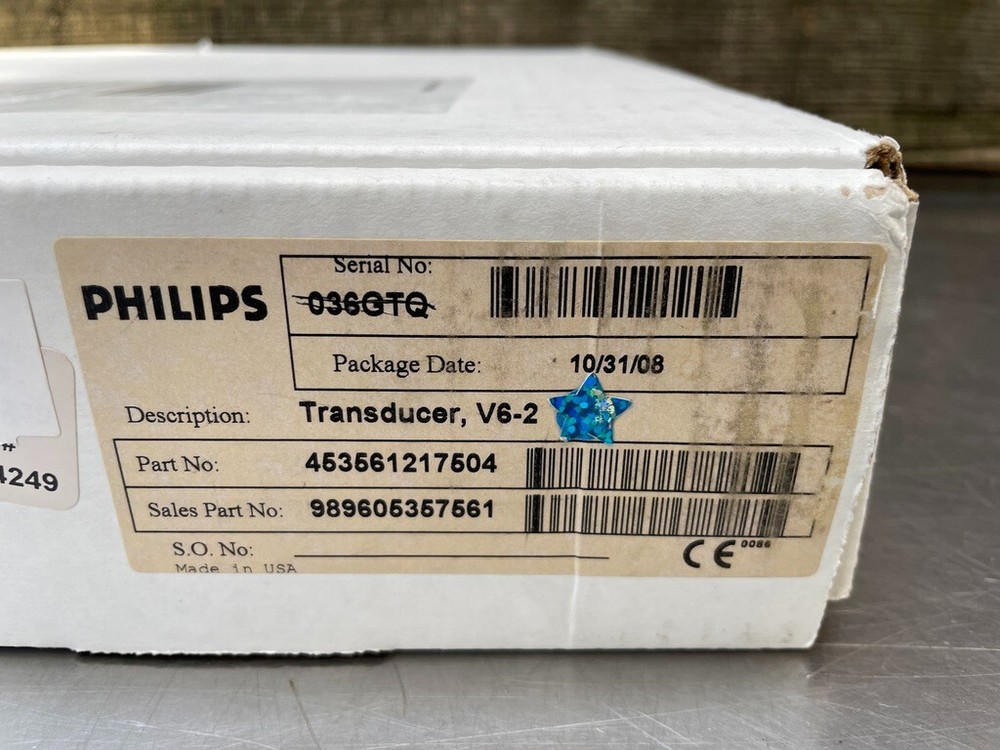 PHILIPS
Serial No:
036GTQ
Package Date: 10/31/08
Description: Transducer, V6-2
Part No: 453561217504
Sales Part No: 989605357561
S.O. No:
Made in USA
CE 0086
#
4249